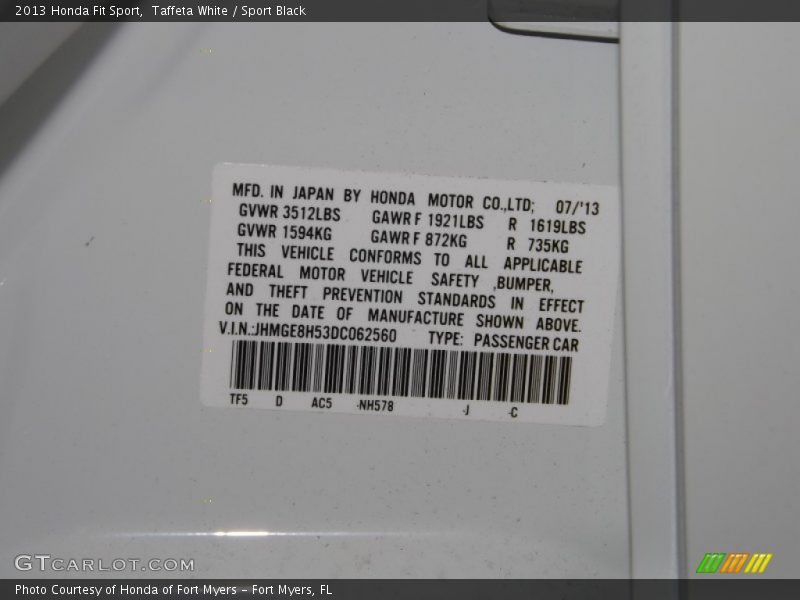 2013 Honda Fit Sport,  Taffeta White / Sport Black
MFD. IN JAPAN BY HONDA MOTOR CO.,LTD; 07/'13
GVWR 3512LBS GAWR F 1921LBS R 1619LBS
GVWR 1594KG GAWR F 872KG R 735KG
THIS VEHICLE CONFORMS TO ALL APPLICABLE
FEDERAL MOTOR VEHICLE SAFETY ,BUMPER,
AND THEFT PREVENTION STANDARDS IN EFFECT
ON THE DATE OF MANUFACTURE SHOWN ABOVE.
V.I.N.:JHMGE8H53DC062560 TYPE: PASSENGER CAR
TF5 D AC5 -NH578 -J -C
GTCARLOT.COM
Photo Courtesy of Honda of Fort Myers – Fort Myers, FL